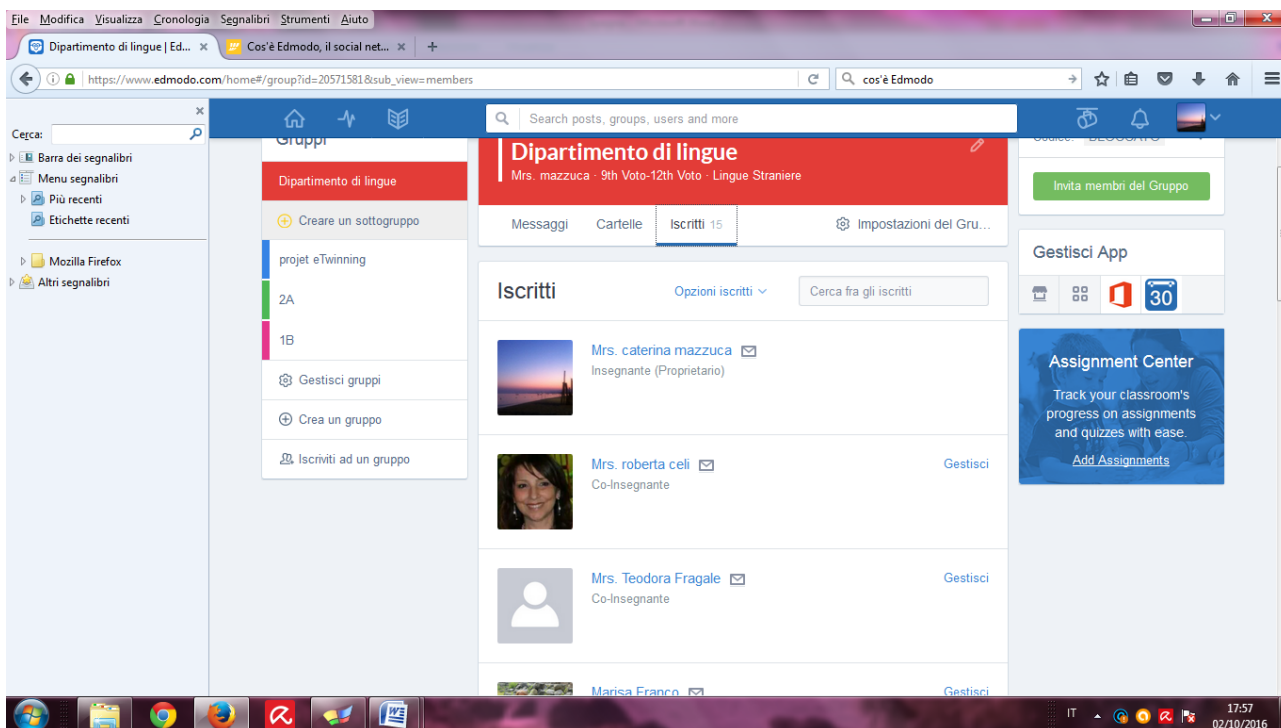 File Modifica Visualizza Cronologia Segnalibri Strumenti Aiuto
Dipartimento di lingue | Ed...
Cos'è Edmodo, il social net...
https://www.edmodo.com/home#/group?id=20571581&sub_view=members
cos'è Edmodo
Cerca:
Barra dei segnalibri
Menu segnalibri
Più recenti
Etichette recenti
Mozilla Firefox
Altri segnalibri
Search posts, groups, users and more
Gruppi
Dipartimento di lingue
Creare un sottogruppo
projet eTwinning
2A
1B
Gestisci gruppi
Crea un gruppo
Iscriviti ad un gruppo
Dipartimento di lingue
Mrs. mazzuca · 9th Voto-12th Voto · Lingue Straniere
Messaggi Cartelle Iscritti 15 Impostazioni del Gru...
Iscritti Opzioni iscritti Cerca fra gli iscritti
Mrs. caterina mazzuca
Insegnante (Proprietario)
Mrs. roberta celi Gestisci
Co-Insegnante
Mrs. Teodora Fragale Gestisci
Co-Insegnante
Marisa Franco Gestisci
Codice: BLOCCATO
Invita membri del Gruppo
Gestisci App
30
Assignment Center
Track your classroom's
progress on assignments
and quizzes with ease.
Add Assignments
IT
17:57
02/10/2016